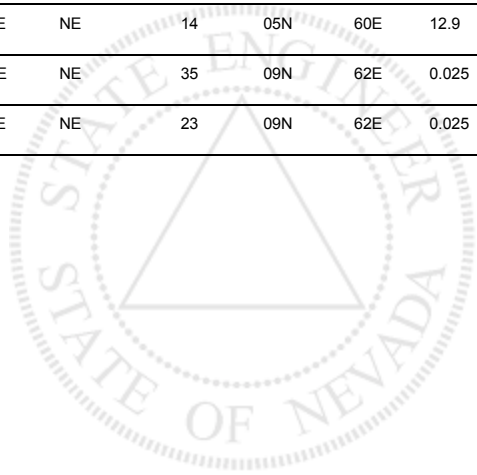 E NE 14 05N 60E 12.9
E NE 35 09N 62E 0.025
E NE 23 09N 62E 0.025
STATE ENGINEER
STATE OF NEVADA